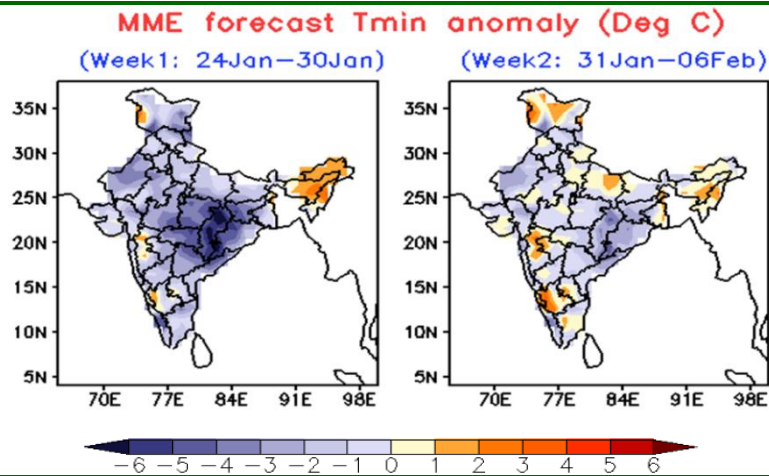 MME forecast Tmin anomaly (Deg C)
(Week1: 24Jan–30Jan) (Week2: 31Jan–06Feb)
35N 35N
30N 30N
25N 25N
20N 20N
15N 15N
10N 10N
5N 5N
70E 77E 84E 91E 98E 70E 77E 84E 91E 98E
−6 −5 −4 −3 −2 −1 0 1 2 3 4 5 6